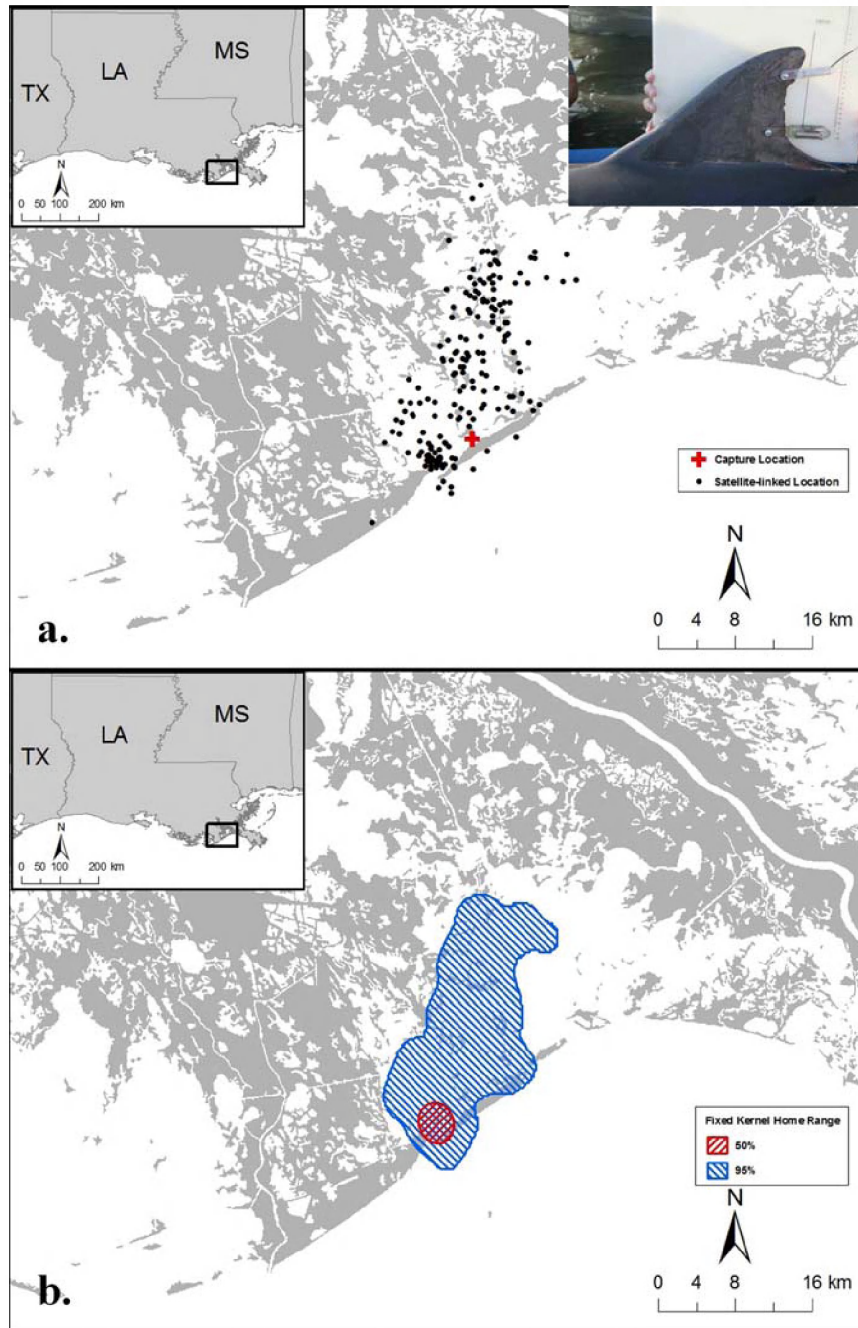 TX
LA
MS
N
0 50 100 200 km
Capture Location
Satellite-linked Location
N
0 4 8 16 km
a.
TX
LA
MS
N
0 50 100 200 km
Fixed Kernel Home Range
50%
95%
N
0 4 8 16 km
b.